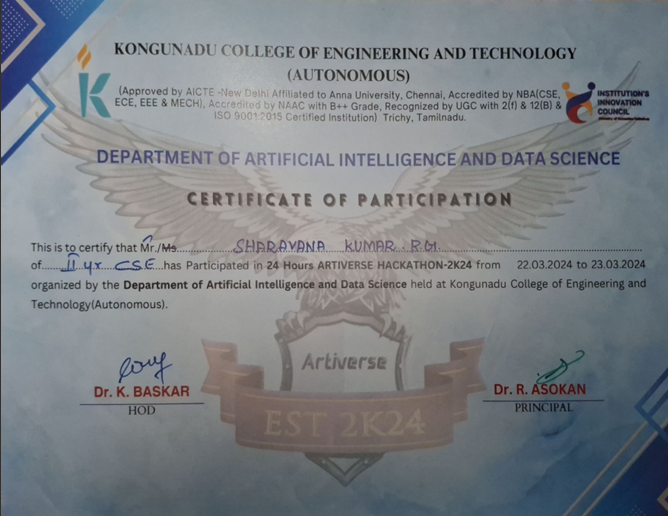 KONGUNADU COLLEGE OF ENGINEERING AND TECHNOLOGY
(AUTONOMOUS)
(Approved by AICTE -New Delhi Affiliated to Anna University, Chennai, Accredited by NBA(CSE,
ECE, EEE & MECH), Accredited by NAAC with B++ Grade, Recognized by UGC with 2(f) & 12(B) &
ISO 9001:2015 Certified Institution) Trichy, Tamilnadu.
INSTITUTION'S
INNOVATION
COUNCIL
DEPARTMENT OF ARTIFICIAL INTELLIGENCE AND DATA SCIENCE
CERTIFICATE OF PARTICIPATION
This is to certify that Mr./Ms. SHARAVANA KUMAR. R.M.
of II yr CSE has Participated in 24 Hours ARTIVERSE HACKATHON-2K24 from 22.03.2024 to 23.03.2024
organized by the Department of Artificial Intelligence and Data Science held at Kongunadu College of Engineering and
Technology(Autonomous).
Artiverse
EST 2K24
Dr. K. BASKAR
HOD
Dr. R. ASOKAN
PRINCIPAL